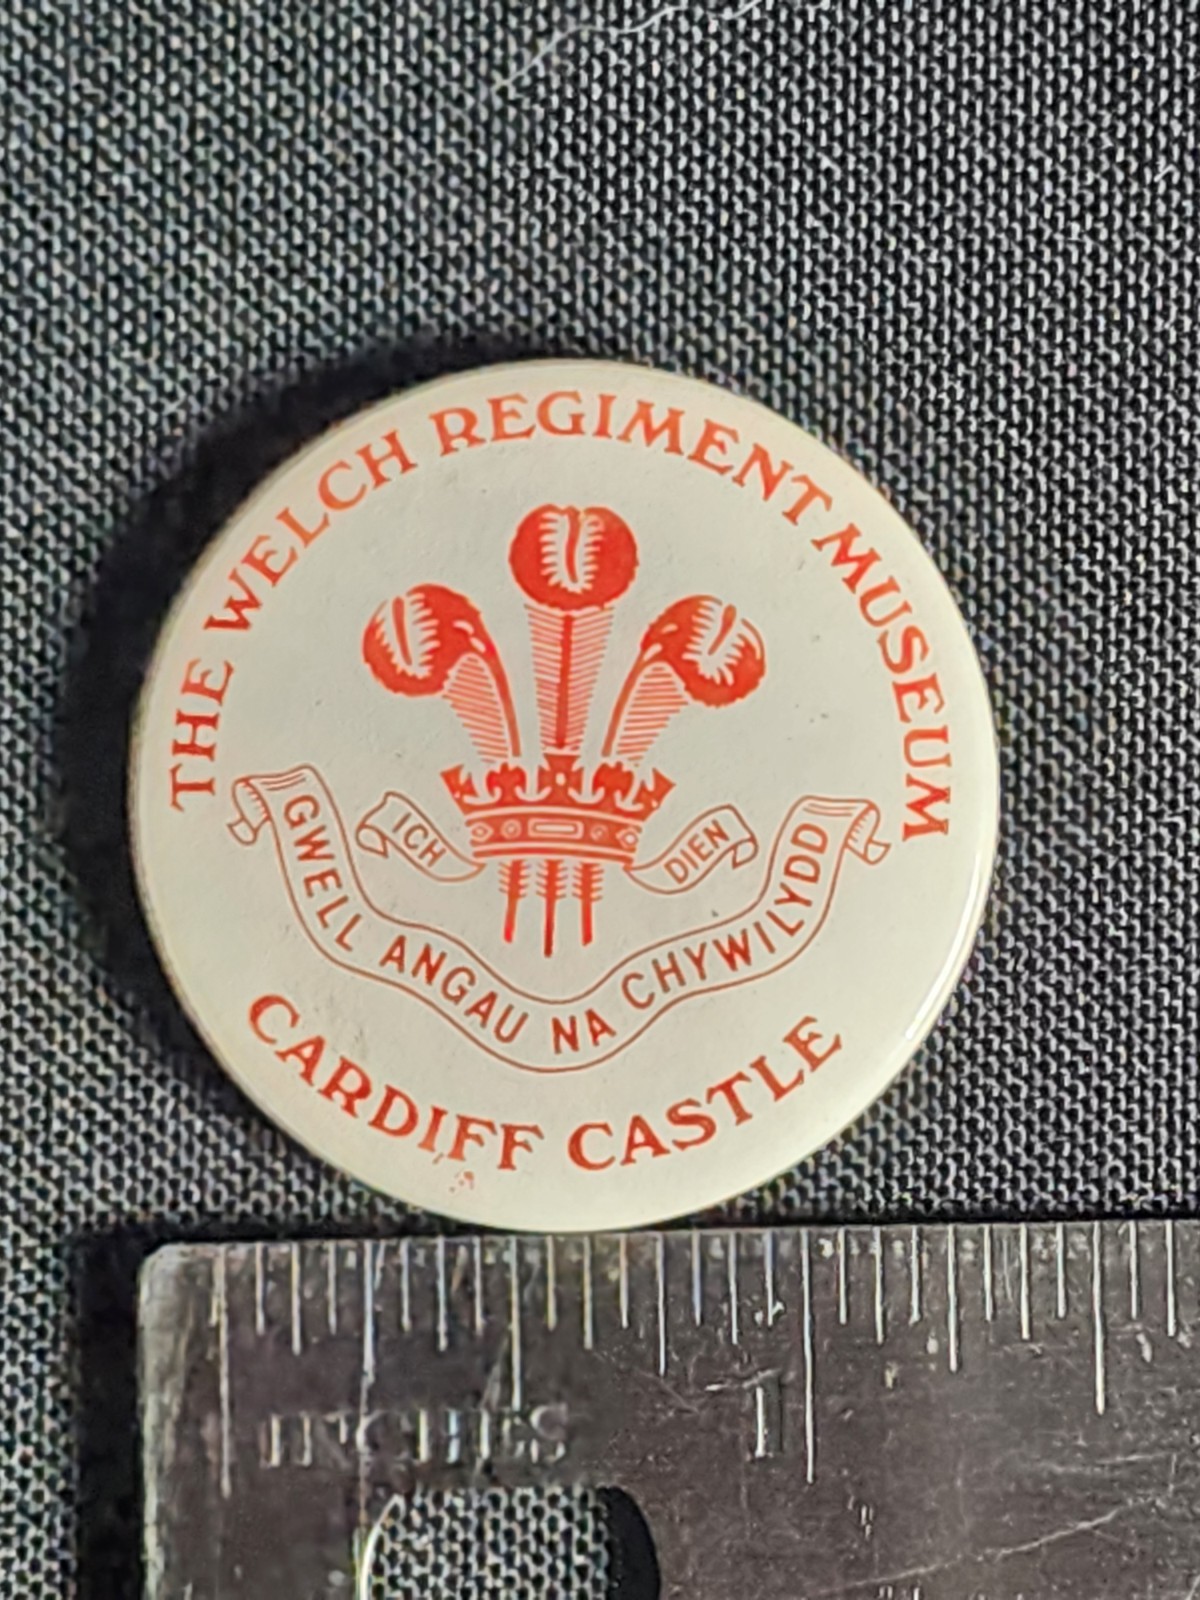 THE WELCH REGIMENT MUSEUM
ICH DIEN
GWELL ANGAU NA CHYWILYDD
CARDIFF CASTLE
INCHES
1